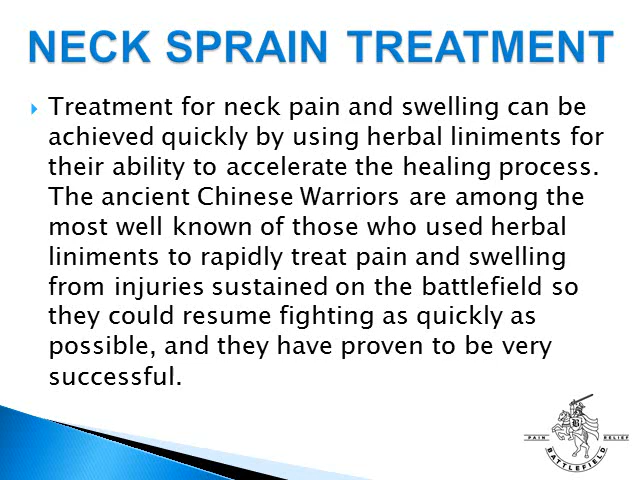 NECK SPRAIN TREATMENT
Treatment for neck pain and swelling can be
achieved quickly by using herbal liniments for
their ability to accelerate the healing process.
The ancient Chinese Warriors are among the
most well known of those who used herbal
liniments to rapidly treat pain and swelling
from injuries sustained on the battlefield so
they could resume fighting as quickly as
possible, and they have proven to be very
successful.
B
PAIN RELIEF
BATTLEFIELD